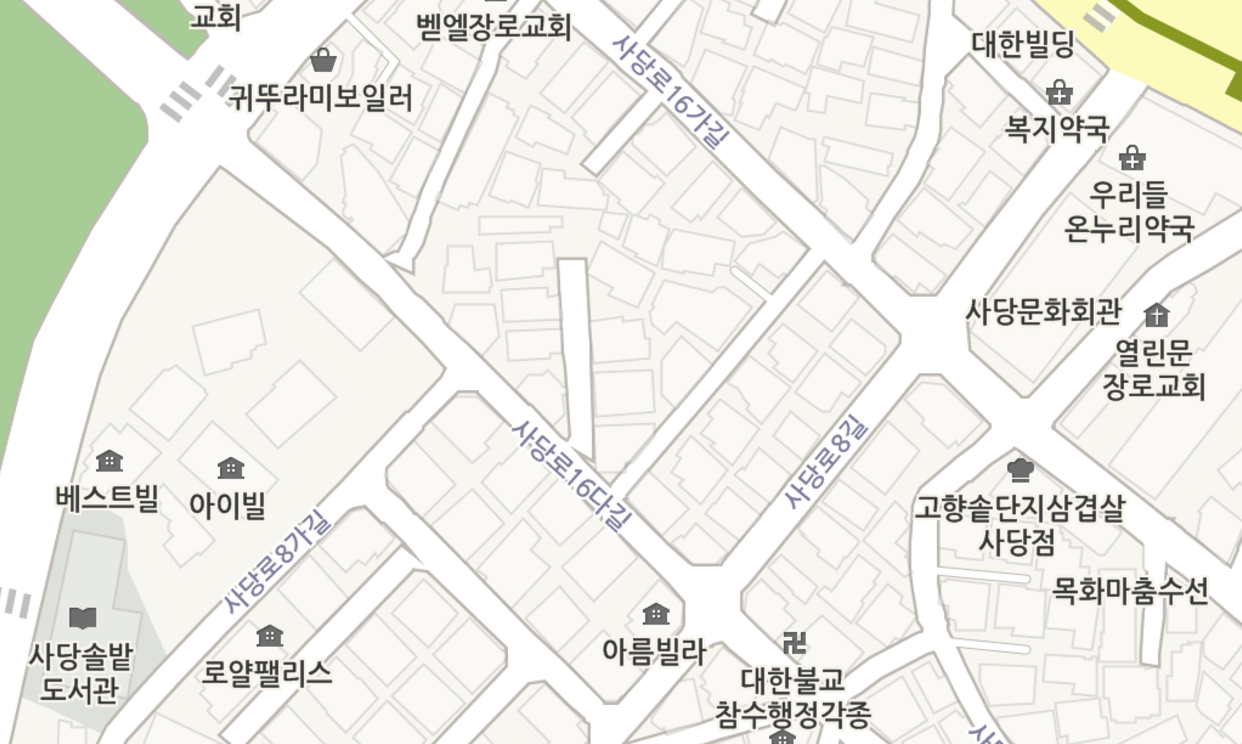 교회
벧엘장로교회
사당로16가길
대한빌딩
귀뚜라미보일러
복지약국
우리들
온누리약국
사당문화회관
열린문
장로교회
사당로16다길
사당로8길
베스트빌
아이빌
고향솥단지삼겹살
사당점
사당로8가길
목화마춤수선
사당솔밭
도서관
로얄팰리스
아름빌라
대한불교
참수행정각종